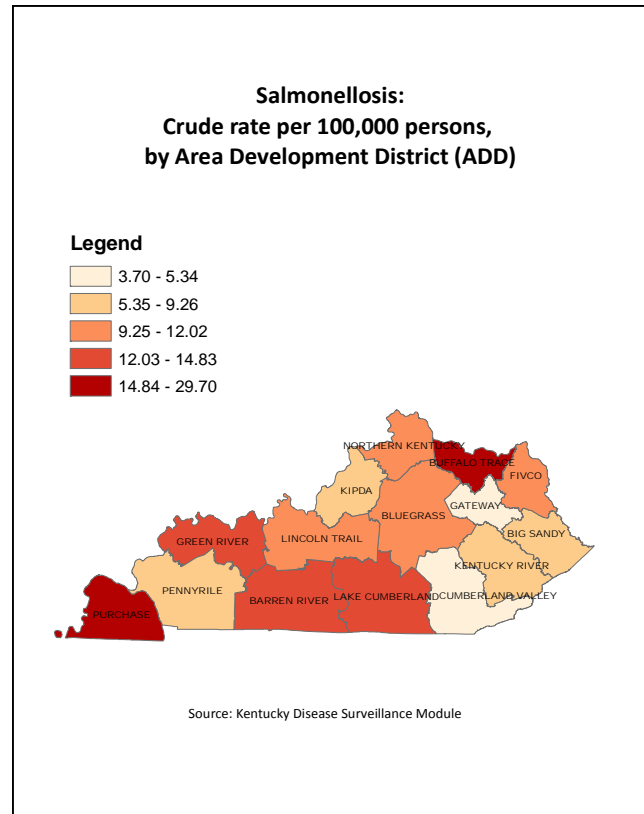 Salmonellosis:
Crude rate per 100,000 persons,
by Area Development District (ADD)
Legend
3.70 - 5.34
5.35 - 9.26
9.25 - 12.02
12.03 - 14.83
14.84 - 29.70
NORTHERN KENTUCKY
BUFFALO TRACE
FIVCO
KIPDA
GATEWAY
BLUEGRASS
BIG SANDY
GREEN RIVER
LINCOLN TRAIL
KENTUCKY RIVER
PENNYRILE
BARREN RIVER
LAKE CUMBERLAND
CUMBERLAND VALLEY
PURCHASE
Source: Kentucky Disease Surveillance Module